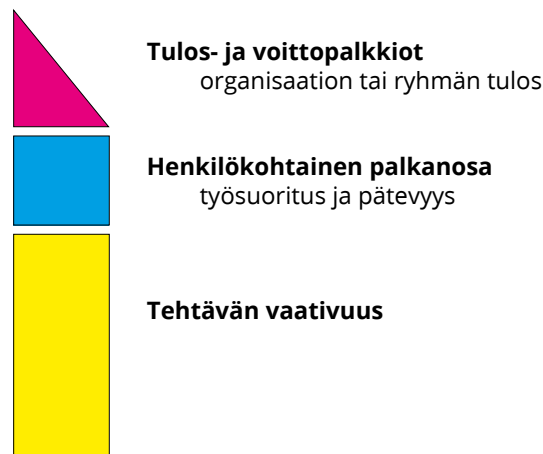 Tulos- ja voittopalkkiot
organisaation tai ryhmän tulos
Henkilökohtainen palkanosa
työsuoritus ja pätevyys
Tehtävän vaativuus